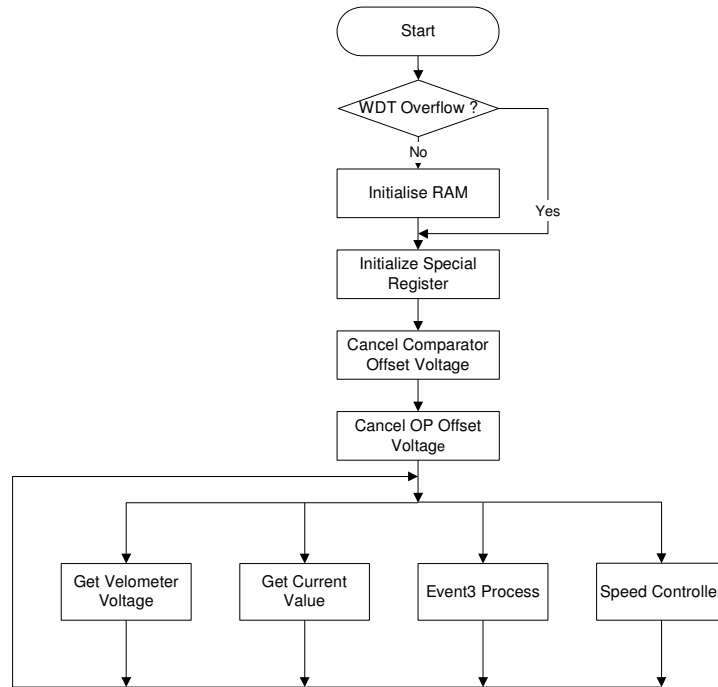 Start
WDT Overflow ?
No
Initialise RAM
Yes
Initialize Special
Register
Cancel Comparator
Offset Voltage
Cancel OP Offset
Voltage
Get Velometer
Voltage
Get Current
Value
Event3 Process
Speed Controller